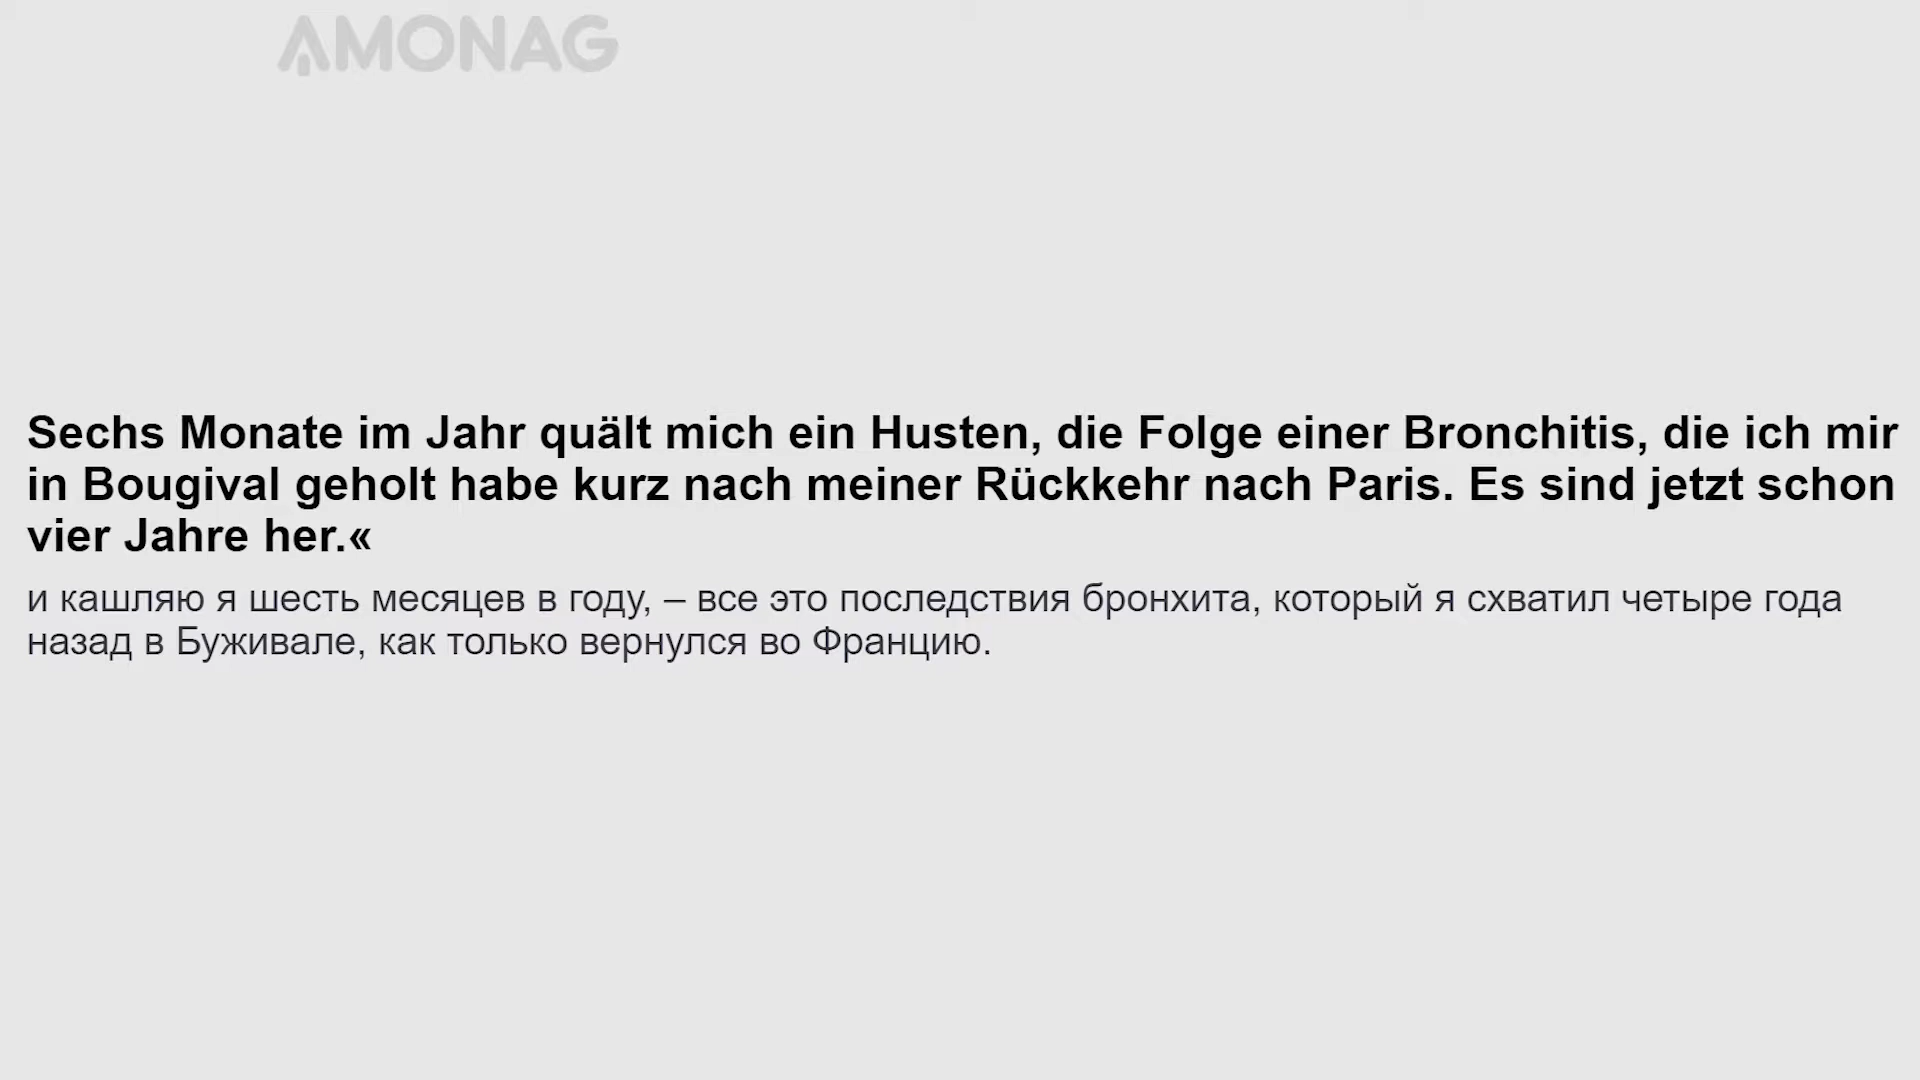 AMONAG
Sechs Monate im Jahr quält mich ein Husten, die Folge einer Bronchitis, die ich mir
in Bougival geholt habe kurz nach meiner Rückkehr nach Paris. Es sind jetzt schon
vier Jahre her.«
и кашляю я шесть месяцев в году, – все это последствия бронхита, который я схватил четыре года
назад в Буживале, как только вернулся во Францию.